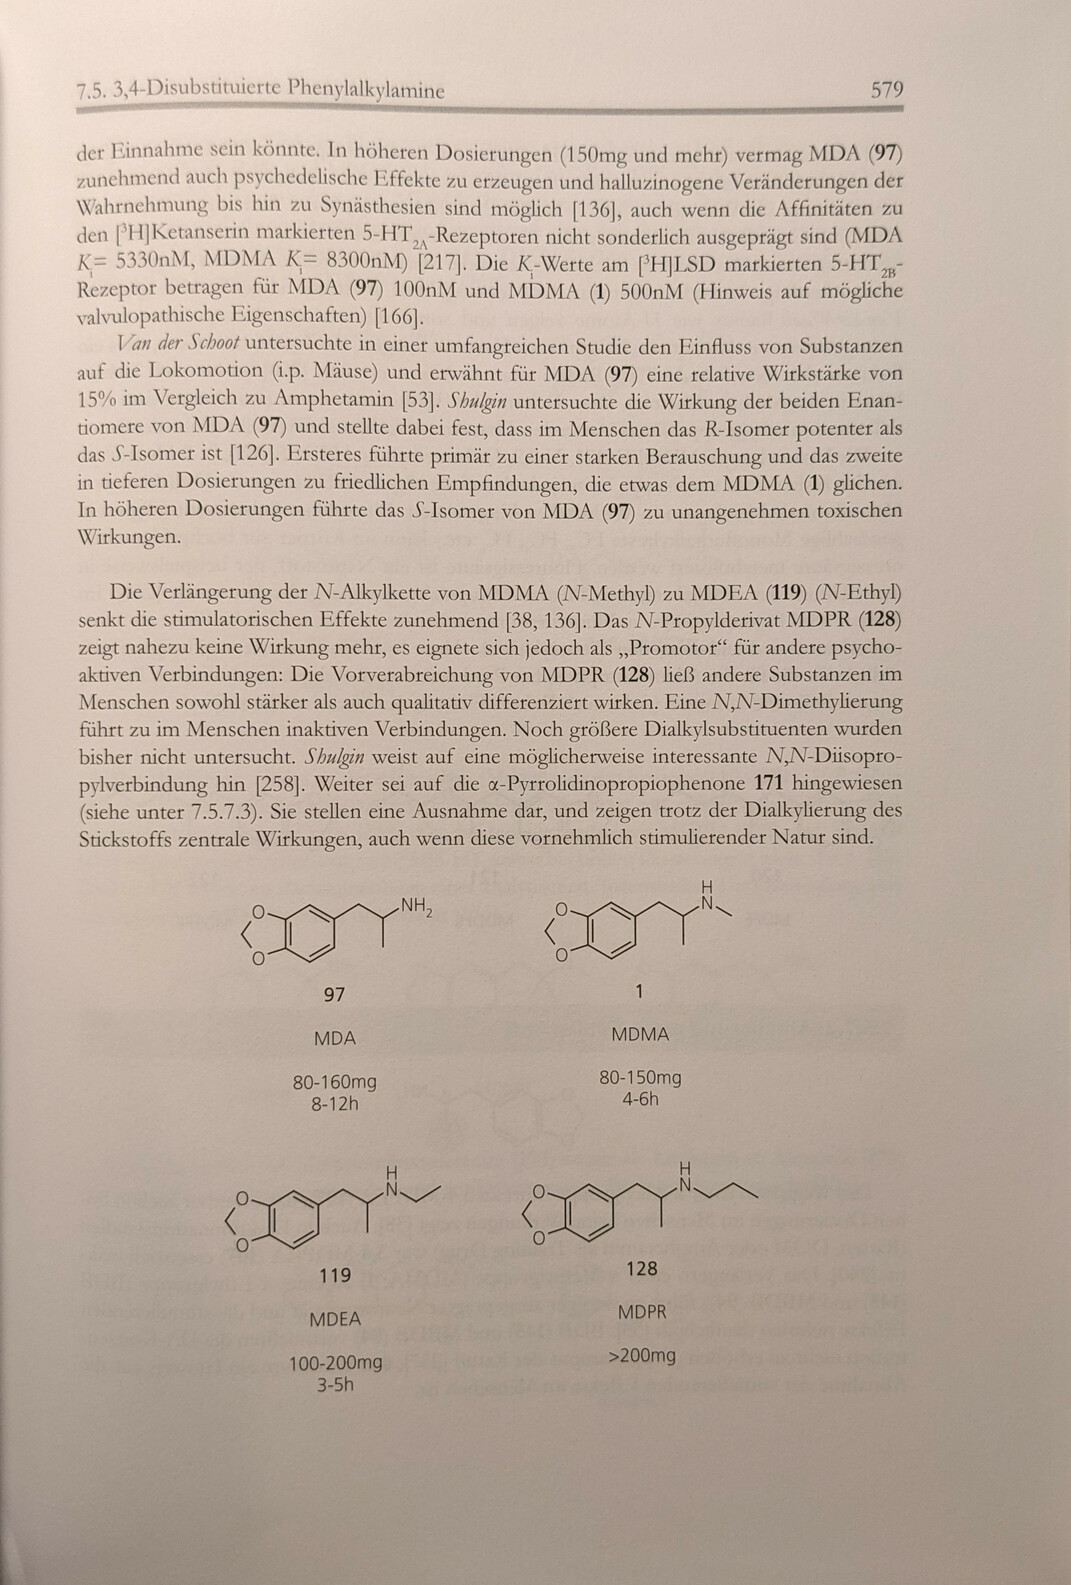 7.5. 3,4-Disubstituierte Phenylalkylamine 579
der Einnahme sein könnte. In höheren Dosierungen (150mg und mehr) vermag MDA (97)
zunehmend auch psychedelische Effekte zu erzeugen und halluzinogene Veränderungen der
Wahrnehmung bis hin zu Synästhesien sind möglich [136], auch wenn die Affinitäten zu
den [³H]Ketanserin markierten 5-HT2A-Rezeptoren nicht sonderlich ausgeprägt sind (MDA
Ki= 5330nM, MDMA Ki= 8300nM) [217]. Die Ki-Werte am [³H]LSD markierten 5-HT2B-
Rezeptor betragen für MDA (97) 100nM und MDMA (1) 500nM (Hinweis auf mögliche
valvulopathische Eigenschaften) [166].
Van der Schoot untersuchte in einer umfangreichen Studie den Einfluss von Substanzen
auf die Lokomotion (i.p. Mäuse) und erwähnt für MDA (97) eine relative Wirkstärke von
15% im Vergleich zu Amphetamin [53]. Shulgin untersuchte die Wirkung der beiden Enan-
tiomere von MDA (97) und stellte dabei fest, dass im Menschen das R-Isomer potenter als
das S-Isomer ist [126]. Ersteres führte primär zu einer starken Berauschung und das zweite
in tieferen Dosierungen zu friedlichen Empfindungen, die etwas dem MDMA (1) glichen.
In höheren Dosierungen führte das S-Isomer von MDA (97) zu unangenehmen toxischen
Wirkungen.
Die Verlängerung der N-Alkylkette von MDMA (N-Methyl) zu MDEA (119) (N-Ethyl)
senkt die stimulatorischen Effekte zunehmend [38, 136]. Das N-Propylderivat MDPR (128)
zeigt nahezu keine Wirkung mehr, es eignete sich jedoch als „Promotor“ für andere psycho-
aktiven Verbindungen: Die Vorverabreichung von MDPR (128) ließ andere Substanzen im
Menschen sowohl stärker als auch qualitativ differenziert wirken. Eine N,N-Dimethylierung
führt zu im Menschen inaktiven Verbindungen. Noch größere Dialkylsubstituenten wurden
bisher nicht untersucht. Shulgin weist auf eine möglicherweise interessante N,N-Diisopro-
pylverbindung hin [258]. Weiter sei auf die α-Pyrrolidinopropiophenone 171 hingewiesen
(siehe unter 7.5.7.3). Sie stellen eine Ausnahme dar, und zeigen trotz der Dialkylierung des
Stickstoffs zentrale Wirkungen, auch wenn diese vornehmlich stimulierender Natur sind.
O O NH2
97
MDA
80-160mg
8-12h
O O H N
1
MDMA
80-150mg
4-6h
O O H N
119
MDEA
100-200mg
3-5h
O O H N
128
MDPR
>200mg